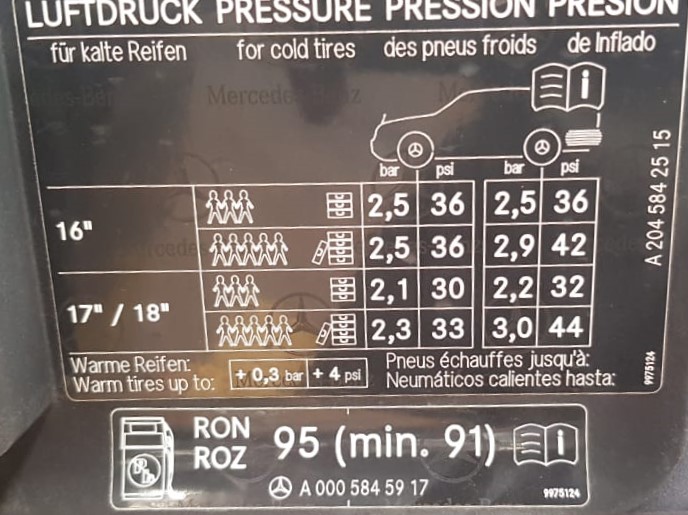 LUFTDRUCK PRESSURE PRESSION PRESION
für kalte Reifen for cold tires des pneus froids de Inflado
Mercedes-Benz
i
bar psi bar psi
16" 2,5 36 2,5 36
2,5 36 2,9 42
17" / 18" 2,1 30 2,2 32
2,3 33 3,0 44
Warme Reifen: Pneus échauffes jusqu'à:
Warm tires up to: + 0,3 bar + 4 psi Neumáticos calientes hasta:
A 204 584 25 15
9975124
RON
ROZ 95 (min. 91) i
A 000 584 59 17 9975124